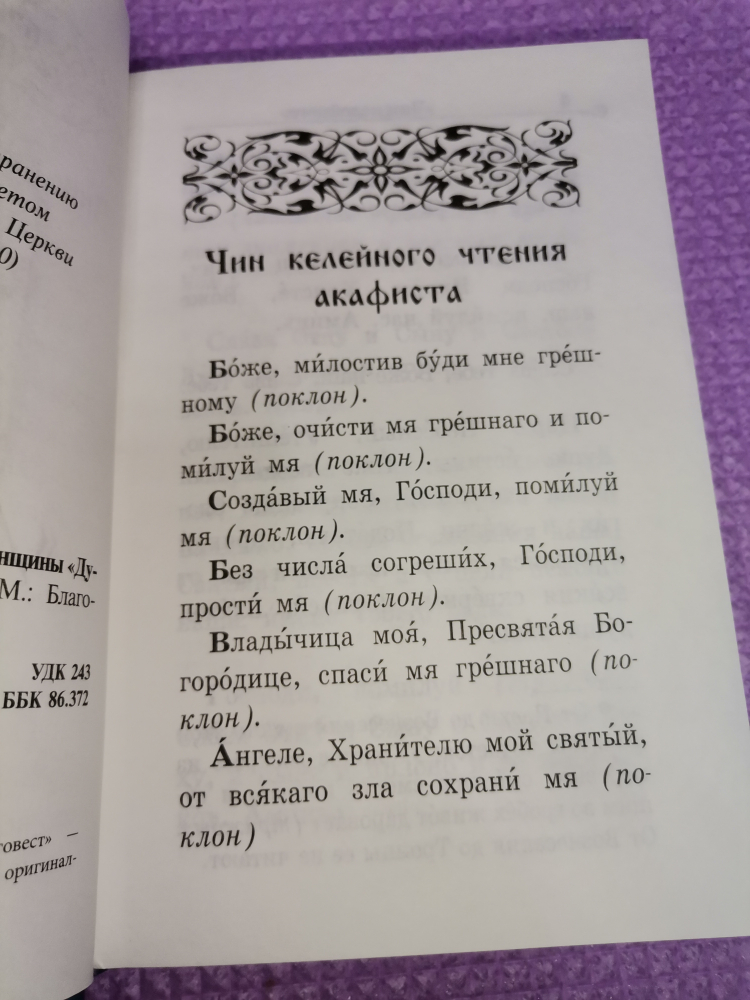 ранению
етом
Церкви
0)
нщины «Ду-
М.: Благо-
УДК 243
ББК 86.372
овест» —
оригинал-
Чин келейного чтения
акафиста
Бо́же, ми́лостив бу́ди мне гре́ш-
ному (поклон).
Бо́же, очи́сти мя гре́шнаго и по-
ми́луй мя (поклон).
Созда́вый мя, Го́споди, поми́луй
мя (поклон).
Без числа́ согреши́х, Го́споди,
прости́ мя (поклон).
Влады́чица моя́, Пресвята́я Бо-
горо́дице, спаси́ мя гре́шнаго (по-
клон).
А́нгеле, Храни́телю мой святы́й,
от вся́каго зла сохрани́ мя (по-
клон)